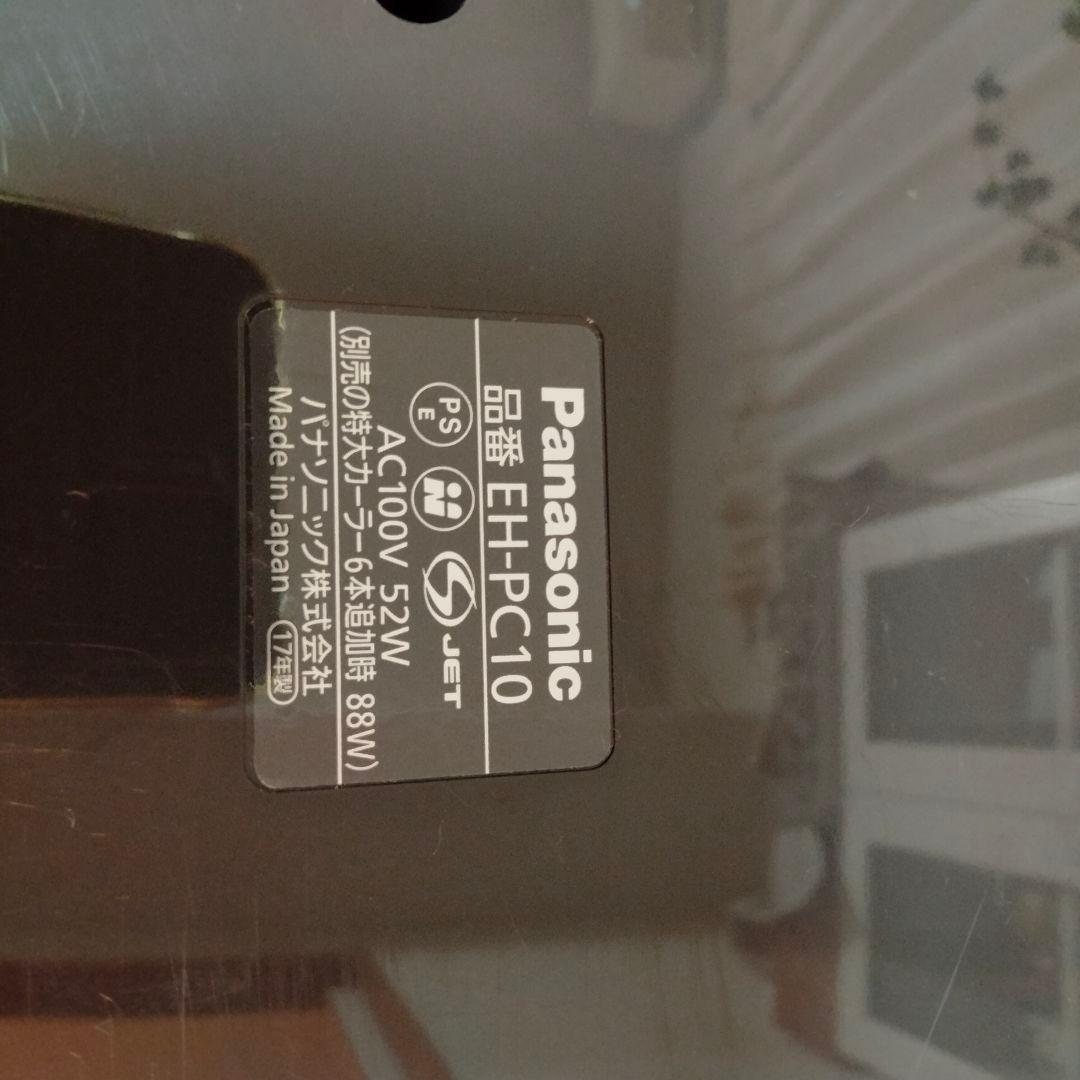 Panasonic
品番 EH-PC10
PS E N S JET
AC100V 52W
(別売の特大カーラー6本追加時 88W)
パナソニック株式会社
Made in Japan 17年製